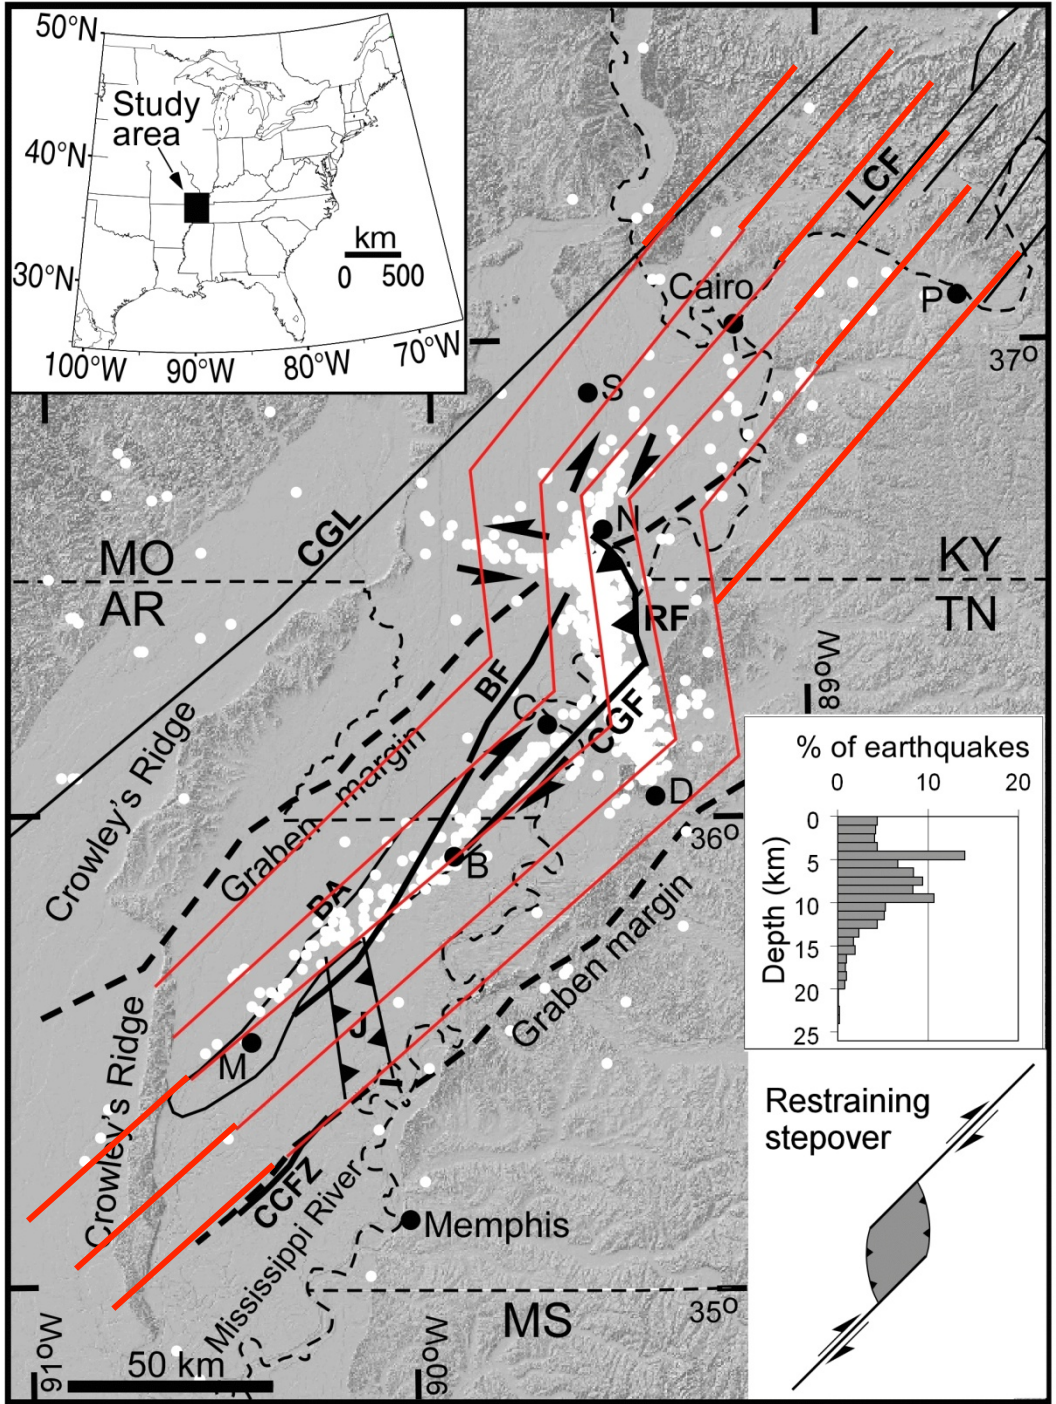 50°N
Study
area
40°N
km
0 500
30°N
100°W
90°W
80°W
70°W
LCF
Cairo
P
37°
S
CGL
N
MO
AR
KY
TN
RF
BF
C
CGF
89°W
Crowley's Ridge
Graben margin
D
% of earthquakes
0 10 20
36°
B
BA
Depth (km)
0
5
10
15
20
25
Graben margin
J
M
Crowley's Ridge
Restraining
stepover
CCFZ
Mississippi River
Memphis
35°
MS
91°W
50 km
90°W